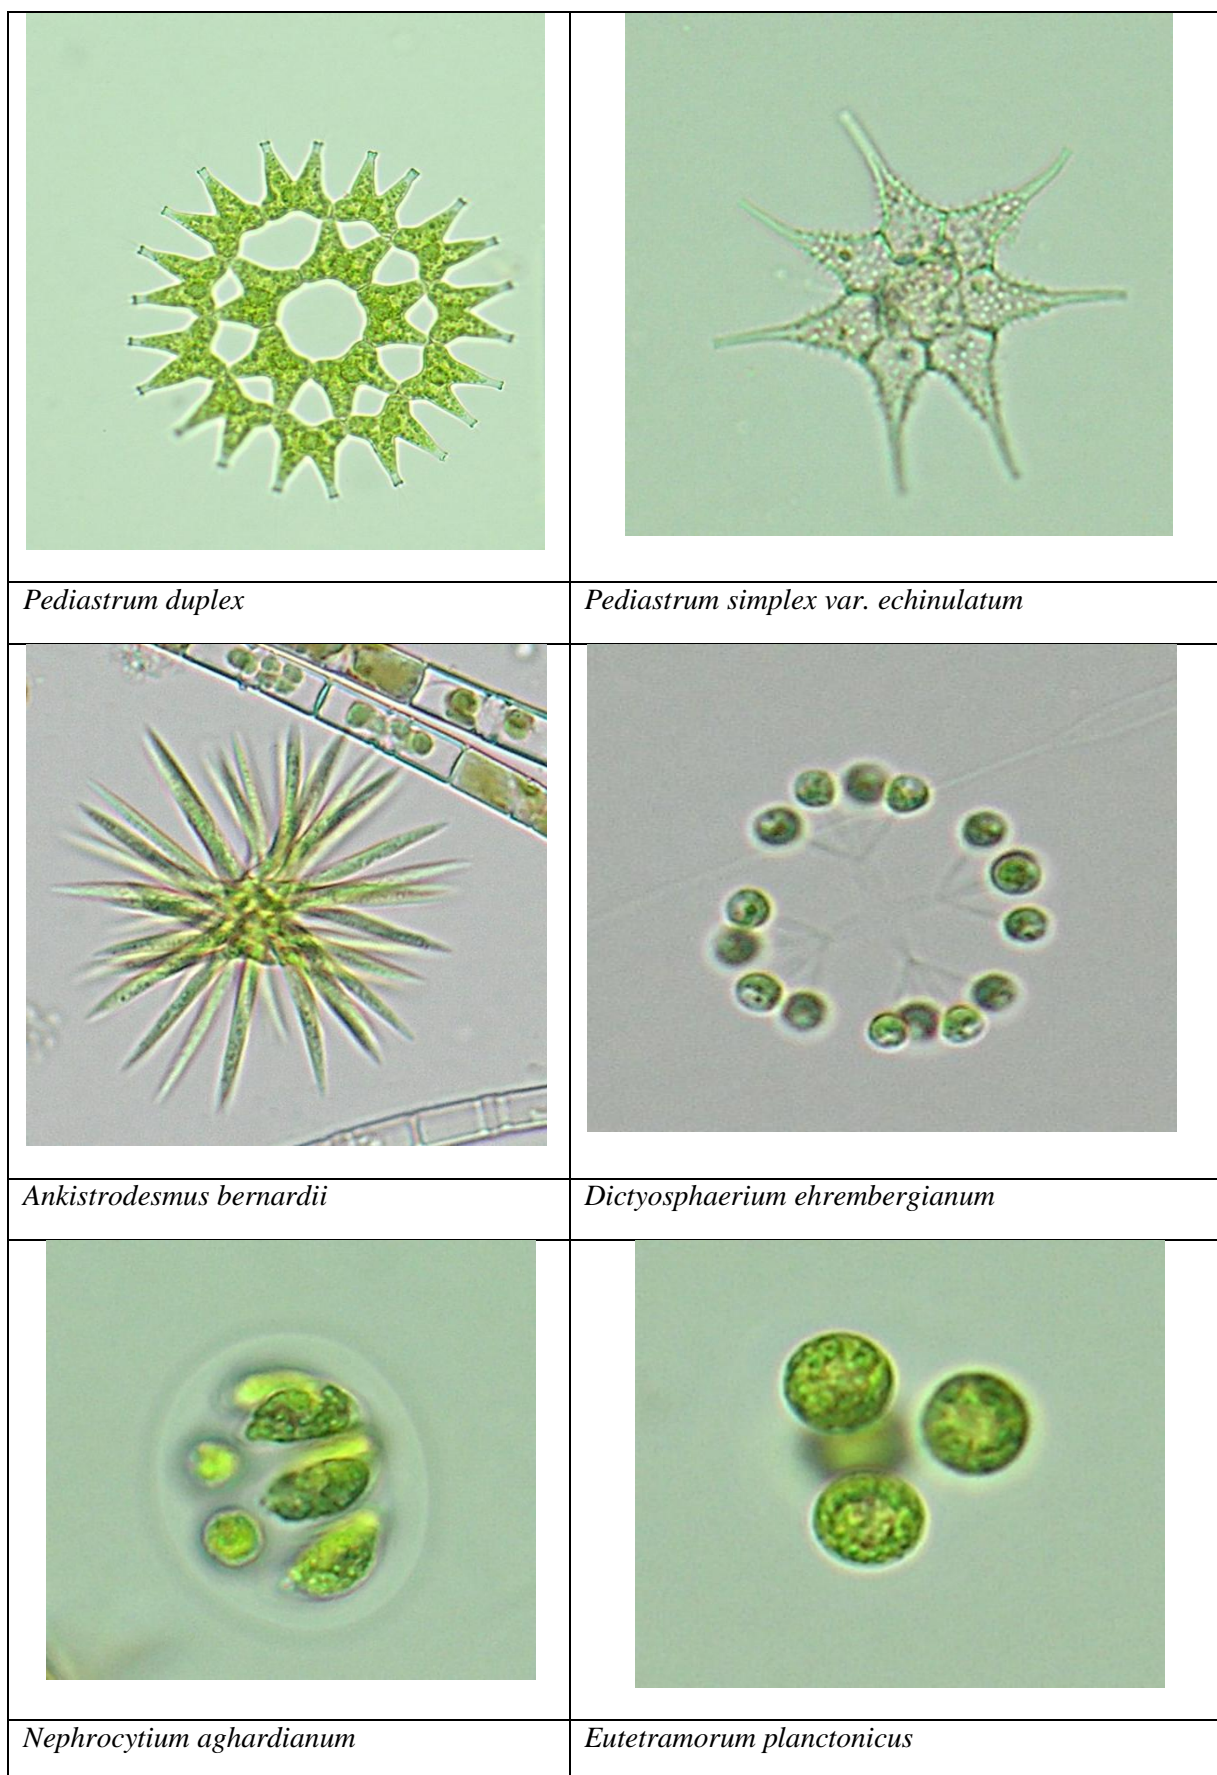 Pediastrum duplex
Pediastrum simplex var. echinulatum
Ankistrodesmus bernardii
Dictyosphaerium ehrembergianum
Nephrocytium aghardianum
Eutetramorum planctonicus